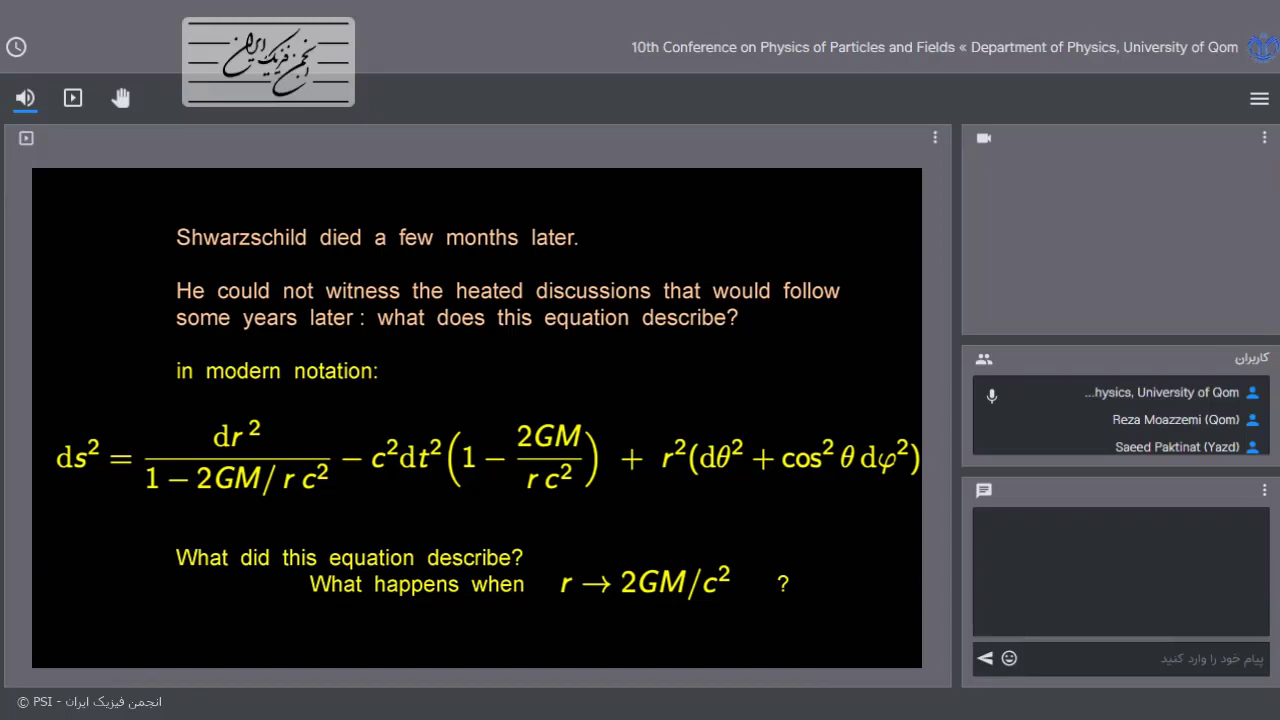 10th Conference on Physics of Particles and Fields « Department of Physics, University of Qom
انجمن فیزیک ایران
Shwarzschild died a few months later.
He could not witness the heated discussions that would follow
some years later : what does this equation describe?
in modern notation:
ds² = dr² / (1 − 2GM/ r c²) − c²dt²(1 − 2GM / r c²) + r²(dθ² + cos² θ dφ²)
What did this equation describe?
What happens when r → 2GM/c² ?
کاربران
...hysics, University of Qom
Reza Moazzemi (Qom)
Saeed Paktinat (Yazd)
پیام خود را وارد کنید
© PSI - انجمن فیزیک ایران